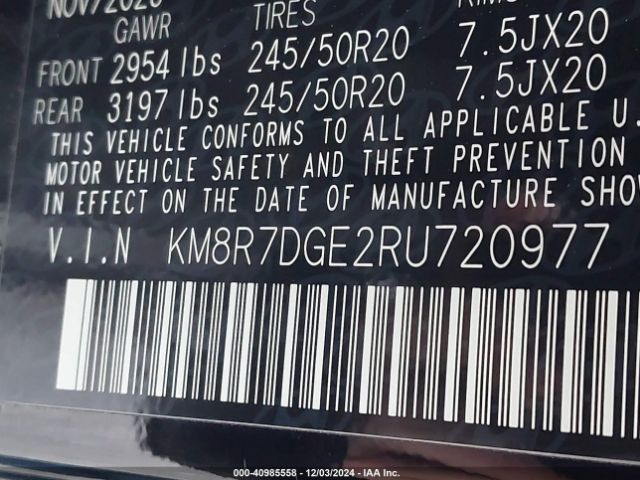 GAWR TIRES
FRONT 2954 lbs 245/50R20 7.5JX20
REAR 3197 lbs 245/50R20 7.5JX20
THIS VEHICLE CONFORMS TO ALL APPLICABLE U.
MOTOR VEHICLE SAFETY AND THEFT PREVENTION
IN EFFECT ON THE DATE OF MANUFACTURE SHO
V.I.N KM8R7DGE2RU720977
000-40985558 - 12/03/2024 - IAA Inc.